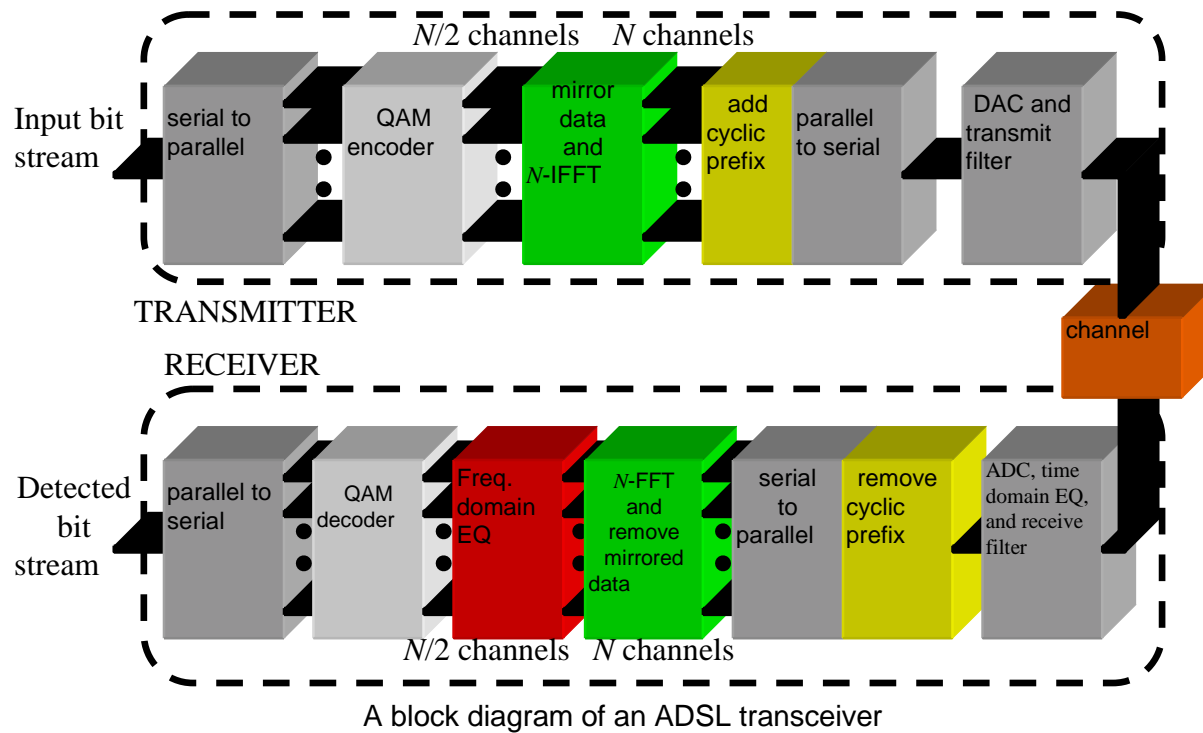 N/2 channels N channels
Input bit
stream
serial to
parallel
QAM
encoder
mirror
data
and
N-IFFT
add
cyclic
prefix
parallel
to serial
DAC and
transmit
filter
TRANSMITTER
channel
RECEIVER
Detected
bit
stream
parallel to
serial
QAM
decoder
Freq.
domain
EQ
N-FFT
and
remove
mirrored
data
serial
to
parallel
remove
cyclic
prefix
ADC, time
domain EQ,
and receive
filter
N/2 channels N channels
A block diagram of an ADSL transceiver